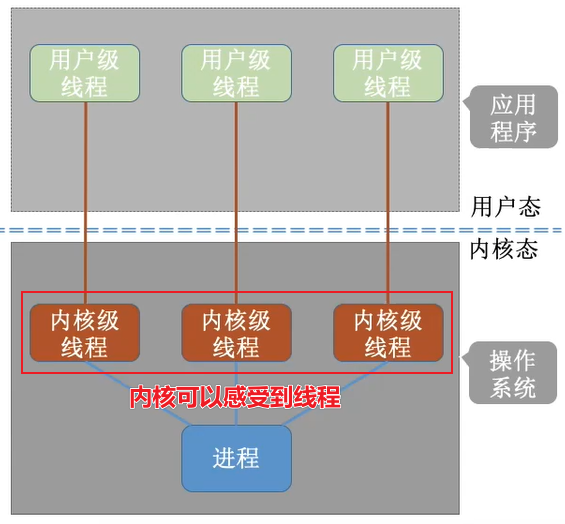 用户级
线程
用户级
线程
用户级
线程
应用
程序
用户态
内核态
内核级
线程
内核级
线程
内核级
线程
操作
系统
内核可以感受到线程
进程